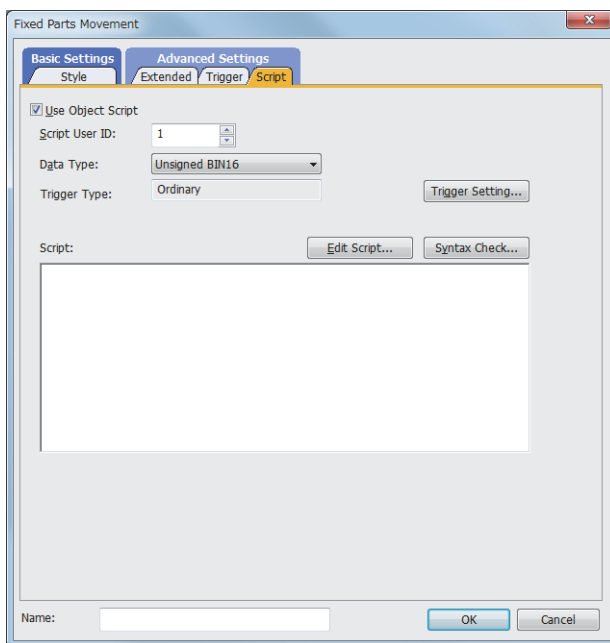 Fixed Parts Movement
Basic Settings Advanced Settings
Style Extended Trigger Script
Use Object Script
Script User ID: 1
Data Type: Unsigned BIN16
Trigger Type: Ordinary Trigger Setting...
Script: Edit Script... Syntax Check...
Name: OK Cancel